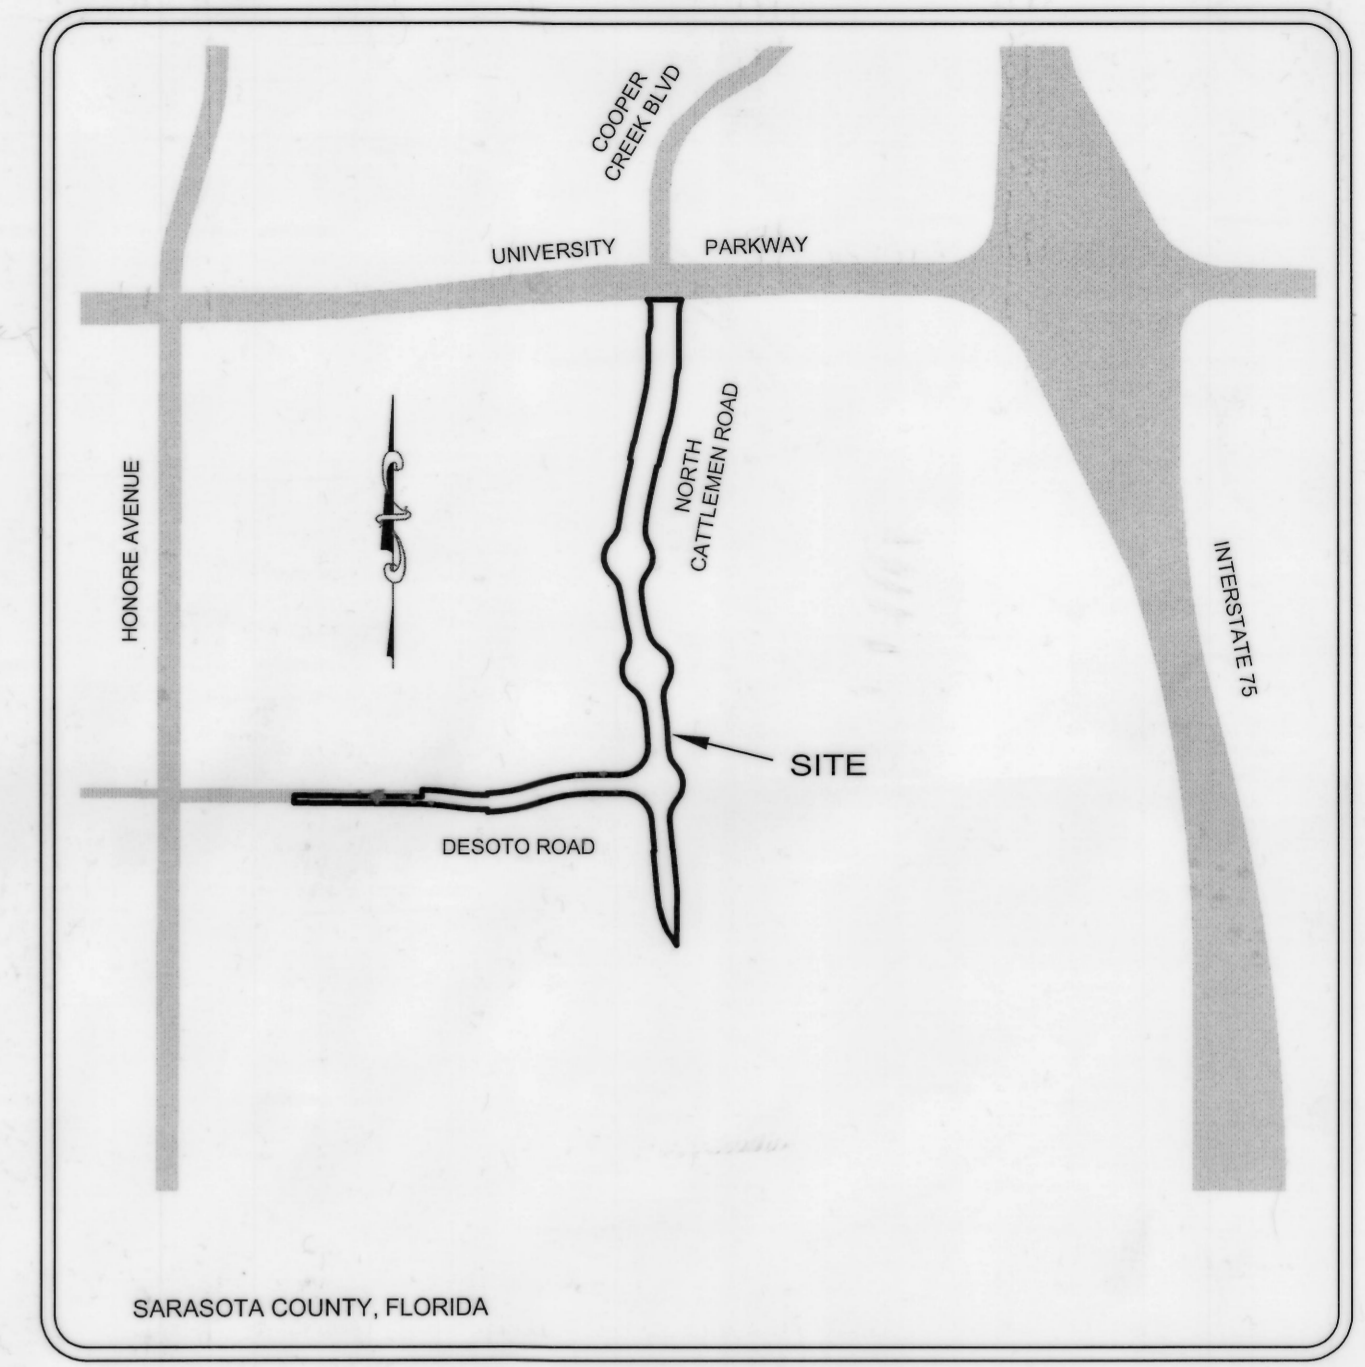 COOPER
CREEK BLVD
UNIVERSITY PARKWAY
NORTH
CATTLEMEN ROAD
HONORE AVENUE
INTERSTATE 75
SITE
DESOTO ROAD
SARASOTA COUNTY, FLORIDA